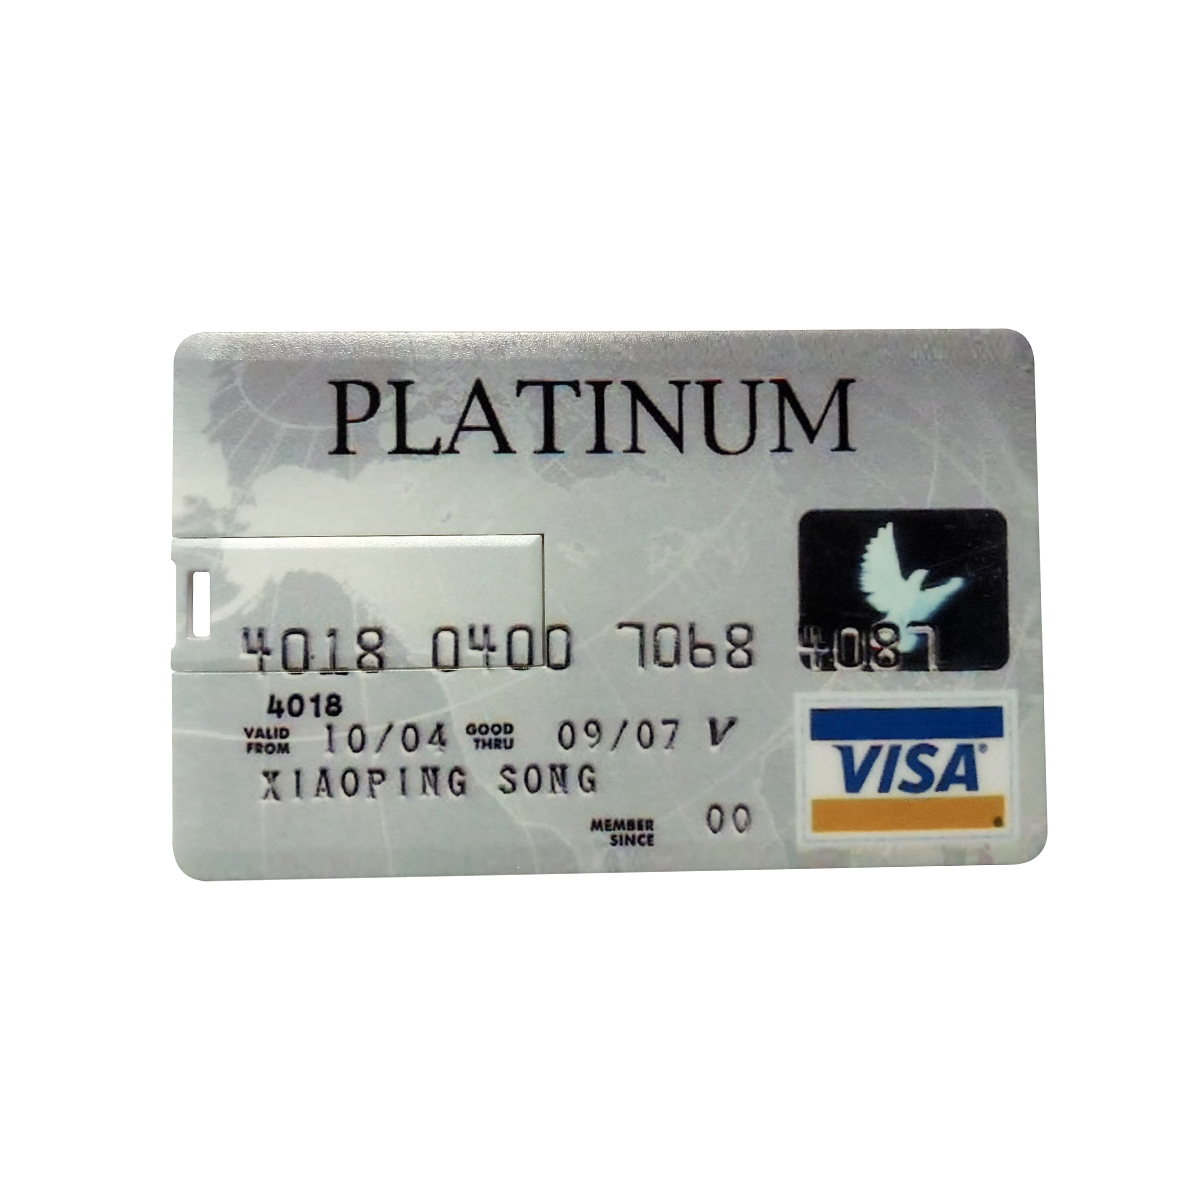 PLATINUM
4018 0400 7068 4087
4018
VALID FROM 10/04 GOOD THRU 09/07 V
XIAOPING SONG
MEMBER SINCE 00
VISA®